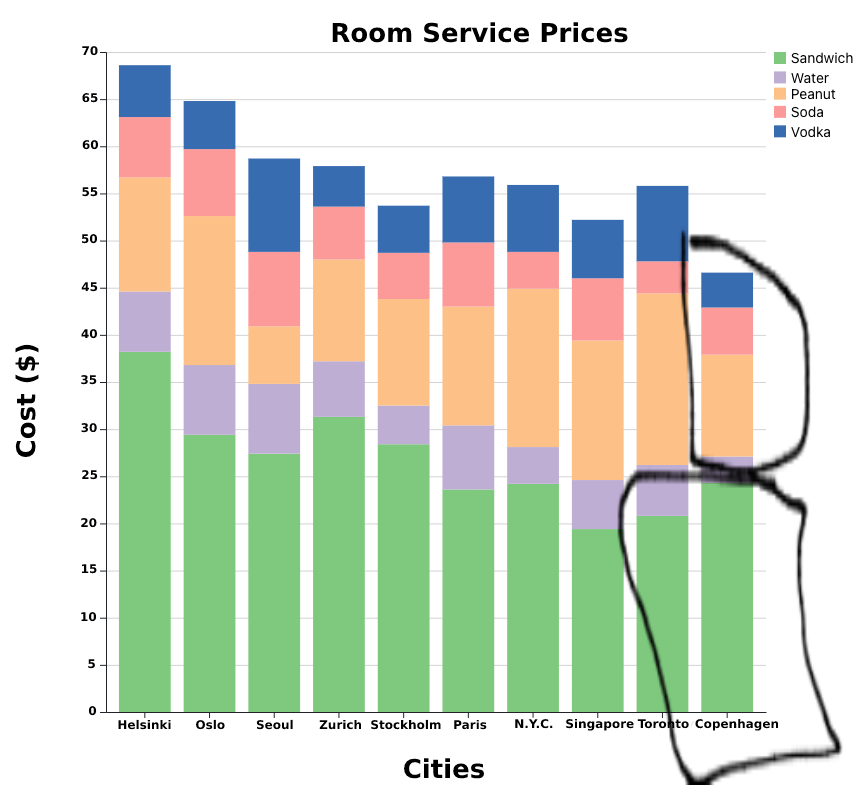 Room Service Prices
Sandwich
Water
Peanut
Soda
Vodka
Cost ($)
70
65
60
55
50
45
40
35
30
25
20
15
10
5
0
Helsinki Oslo Seoul Zurich Stockholm Paris N.Y.C. Singapore Toronto Copenhagen
Cities